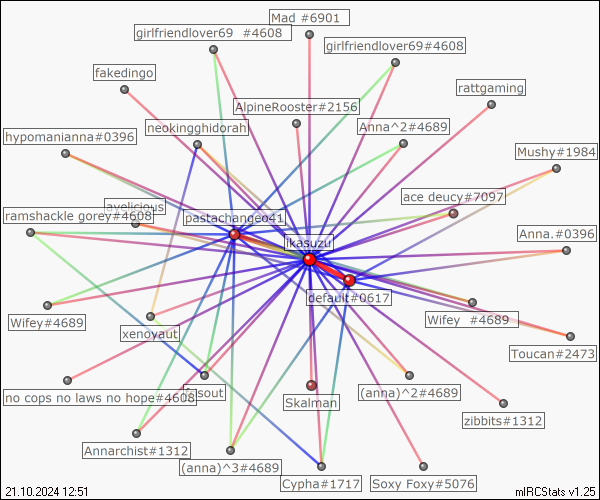 Mad #6901
girlfriendlover69 #4608
girlfriendlover69#4608
fakedingo
rattgaming
AlpineRooster#2156
neokingghidorah
Anna^2#4689
hypomanianna#0396
Mushy#1984
ace deucy#7097
ayelicious
ramshackle gorey#4608
pastachangeo41
ikasuzu
Anna.#0396
default#0617
Wifey#4689
Wifey #4689
xenoyaut
Toucan#2473
no cops no laws no hope#4608
Skalman
(anna)^2#4689
zibbits#1312
Annarchist#1312
(anna)^3#4689
Cypha#1717
Soxy Foxy#5076
21.10.2024 12:51
mIRCStats v1.25